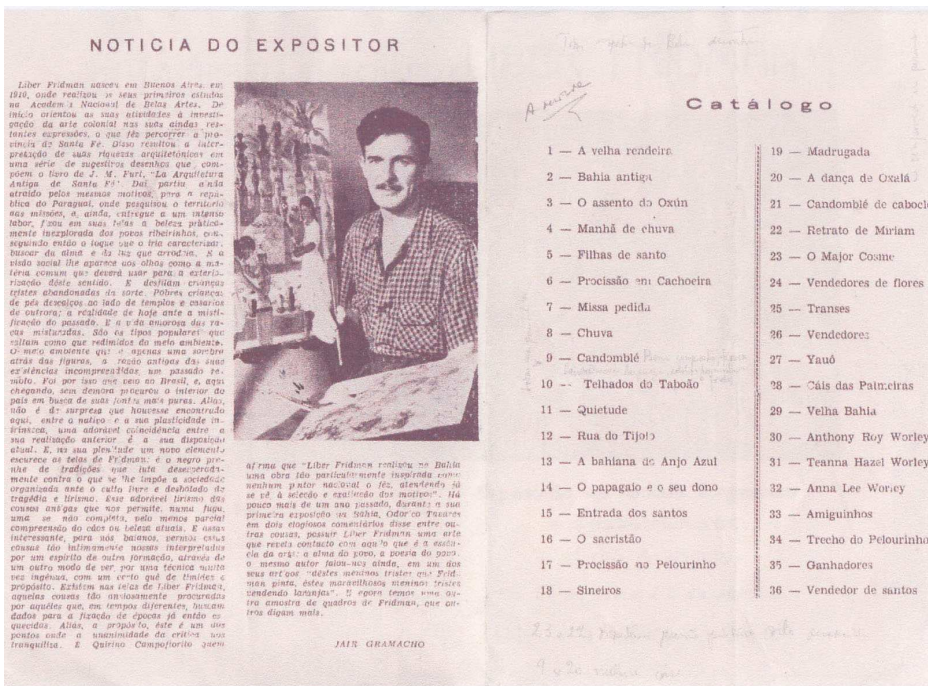 NOTICIA DO EXPOSITOR
Liber Fridman nasceu em Buenos Aires em
1910, onde realizou os seus primeiros estudos
na Academia Nacional de Belas Artes. De
início orientou as suas atividades à investi-
gação da arte colonial nas suas ainda res-
tantes expressões, o que fêz percorrer a pro-
víncia de Santa Fé. Disso resultou a inter-
pretação de suas riquezas arquitetônicas em
uma série de sugestivos desenhos que com-
põem o livro de J. M. Furt, "La Arquitetura
Antiga de Santa Fé". Daí partiu ainda
atraído pelos mesmos motivos, para a repú-
blica do Paraguai, onde pesquisou o território
das missões, e, ainda, entregue a um intenso
labor, fixou em suas telas a beleza pràtica-
mente inexplorada dos povos ribeirinhos, con-
seguindo então o toque que o iria caracterizar,
buscar da alma e da luz que arrodeia. E a
visão social lhe aparece aos olhos como a ma-
téria comum que deverá usar para a exterio-
rização dêste sentido. E desfilam crianças
tristes abandonadas da sorte. Pobres crianças
de pés descalços ao lado de templos e casarios
de outrora; a realidade de hoje ante a misti-
ficação do passado. E a vida amorosa das ra-
ças misturadas. São os tipos populares que
saltam como que redimidos do meio ambiente.
O meio ambiente que é apenas uma sombra
atrás das figuras, a razão antiga das suas
existências incompreendidas, um passado re-
moto. Foi por isso que veio ao Brasil, e, aqui
chegando, sem demora procurou o interior do
país em busca de suas fontes mais puras. Alias,
não é de surpresa que houvesse encontrado
aqui, entre o nativo e a sua plasticidade in-
trínseca, uma adorável coincidência entre a
sua realização anterior e a sua disposição
atual. E, na sua plenitude um novo elemento
escurece as telas de Fridman: é o negro pre-
nhe de tradições que luta desesperada-
mente contra o que se lhe impõe a sociedade
organizada ante o culto livre e desbolado de
tragédia e lirismo. Esse adorável lirismo das
cousas antigas que nos permite, numa fuga,
uma se não completa, pelo menos parcial
compreensão do cáos ou beleza atuais. E assas
interessante, para nós baianos, vermos estas
cousas tão intimamente nossas interpretadas
por um espírito de outra formação, através de
um outro modo de ver, por uma técnica muita
vez ingênua, com um certo quê de timidez e
propósito. Existem nas telas de Liber Fridman,
aquelas cousas tão ansiosamente procuradas
por aquêles que, em tempos diferentes, buscam
dados para a fixação de épocas já então es-
quecidas. Alias, a propósito, êste é um dos
pontos onde a unanimidade da crítica nos
tranquiliza. E Quirino Campofiorito quem
afirma que "Liber Fridman realizou na Bahia
uma obra tão particularmente inspirada como
nenhum pintor nacional o fêz, atendendo já
se vê à seleção e exaltação dos motivos". Há
pouco mais de um ano passado, durante a sua
primeira exposição na Bahia, Odorico Tavares
em dois elogiosos comentários disse entre ou-
tras cousas, possuir Liber Fridman uma arte
que revela contacto com aquilo que é a essên-
cia da arte: a alma do povo, a poesia do povo.
O mesmo autor falou-nos ainda, em um dos
seus artigos "dêstes meninos tristes que Frid-
man pinta, êstes maravilhosos meninos tristes
vendendo laranjas". E agora temos uma ou-
tra amostra de quadros de Fridman, que ou-
tros digam mais.
JAIR GRAMACHO
Catálogo
1 — A velha rendeira
2 — Bahia antiga
3 — O assento do Oxún
4 — Manhã de chuva
5 — Filhas de santo
6 — Procissão em Cachoeira
7 — Missa pedida
8 — Chuva
9 — Candomblé
10 — Telhados do Taboão
11 — Quietude
12 — Rua do Tijolo
13 — A bahiana do Anjo Azul
14 — O papagaio e o seu dono
15 — Entrada dos santos
16 — O sacristão
17 — Procissão no Pelourinho
18 — Sineiros
19 — Madrugada
20 — A dança de Oxalá
21 — Candomblé de caboclo
22 — Retrato de Miriam
23 — O Major Cosme
24 — Vendedores de flores
25 — Transes
26 — Vendedores
27 — Yauô
28 — Cáis das Palmeiras
29 — Velha Bahia
30 — Anthony Roy Worley
31 — Teanna Hazel Worley
32 — Anna Lee Worley
33 — Amiguinhos
34 — Trecho do Pelourinho
35 — Ganhadores
36 — Vendedor de santos